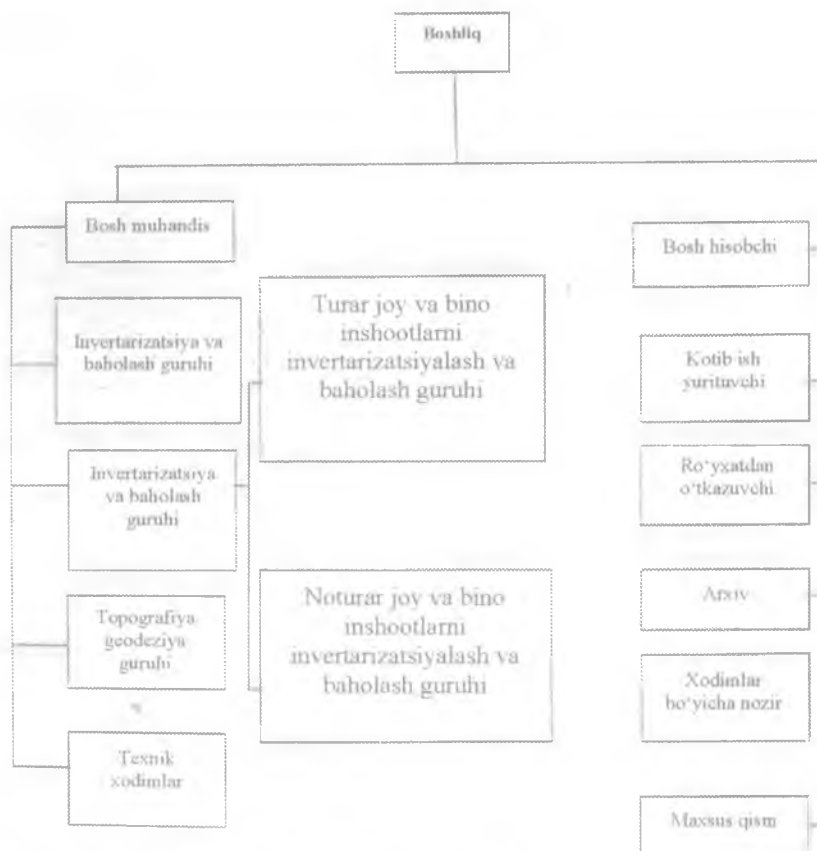 Boshliq
Bosh muhandis
Invertarizatsiya va
baholash guruhi
Invertarizatsiya
va baholash
guruhi
Topografiya
geodeziya
guruhi
Texnik
xodimlar
Turar joy va bino
inshootlarni
invertarizatsiyalash va
baholash guruhi
Noturar joy va bino
inshootlarni
invertarizatsiyalash va
baholash guruhi
Bosh hisobchi
Kotib ish
yurituvchi
Ro‘yxatdan
o‘tkazuvchi
Arxiv
Xodimlar
bo‘yicha nozir
Maxsus qism